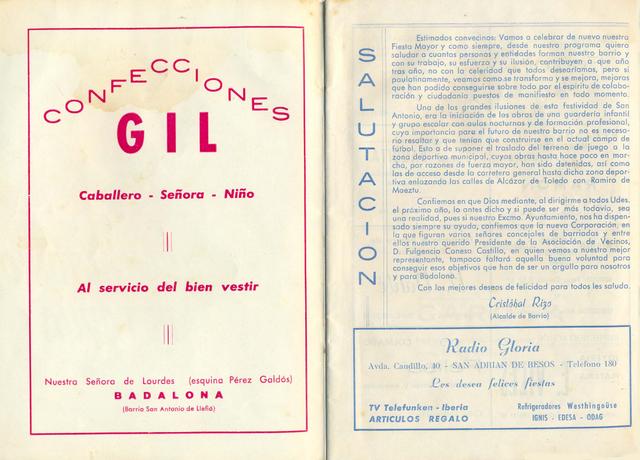 CONFECCIONES
GIL
Caballero - Señora - Niño
Al servicio del bien vestir
Nuestra Señora de Lourdes (esquina Pérez Galdós)
BADALONA
(Barrio San Antonio de Llefiá)
SALUTACION
Estimados convecinos: Vamos a celebrar de nuevo nuestra
Fiesta Mayor y como siempre, desde nuestro programa quiero
saludar a cuantas personas y entidades forman nuestro barrio y
con su trabajo, su esfuerzo y su ilusión, contribuyen a que año
tras año, no con la celeridad que todos desearíamos, pero si
paulatinamente, veamos como se transforma y se mejora, mejoras
que han podido conseguirse sobre todo por el espíritu de colabo-
ración y ciudadanía puestos de manifiesto en todo momento.
Una de las grandes ilusiones de esta festividad de San
Antonio, era la iniciación de las obras de una guardería infantil
y grupo escolar con aulas nocturnas y de formación profesional,
cuya importancia para el futuro de nuestro barrio no es necesa-
rio resaltar y que tenían que construirse en el actual campo de
fútbol. Esto a de suponer el traslado del terreno de juego a la
zona deportiva municipal, cuyas obras hasta hace poco en mar-
cha, por razones de fuerza mayor, han sido detenidas, así como
las de acceso desde la carretera general hasta dicha zona depor-
tiva enlazando las calles de Alcázar de Toledo con Ramiro de
Maeztu.
Confiemos en que Dios mediante, al dirigirme a todos Udes.
el próximo año, lo antes dicho y si puede ser más todavía, sea
una realidad, pues si nuestro Excmo. Ayuntamiento, nos ha dispen-
sado siempre su ayuda, confiemos que la nueva Corporación, en
la que figuran varios señores concejales de barriadas y entre
ellos nuestro querido Presidente de la Asociación de Vecinos,
D. Fulgencio Conesa Castillo, en quien vemos a nuestro mejor
representante, tampoco faltará aquella buena voluntad para
conseguir esos objetivos que han de ser un orgullo para nosotros
y para Badalona.
Con los mejores deseos de felicidad para todos les saluda.
Cristóbal Rizo
(Alcalde de Barrio)
Radio Gloria
Avda. Caudillo, 40 - SAN ADRIAN DE BESOS - Telefono 180
Les desea felices fiestas
TV Telefunken - Iberia
ARTICULOS REGALO
Refrigeradores Westhingoüse
IGNIS - EDESA - ODAG